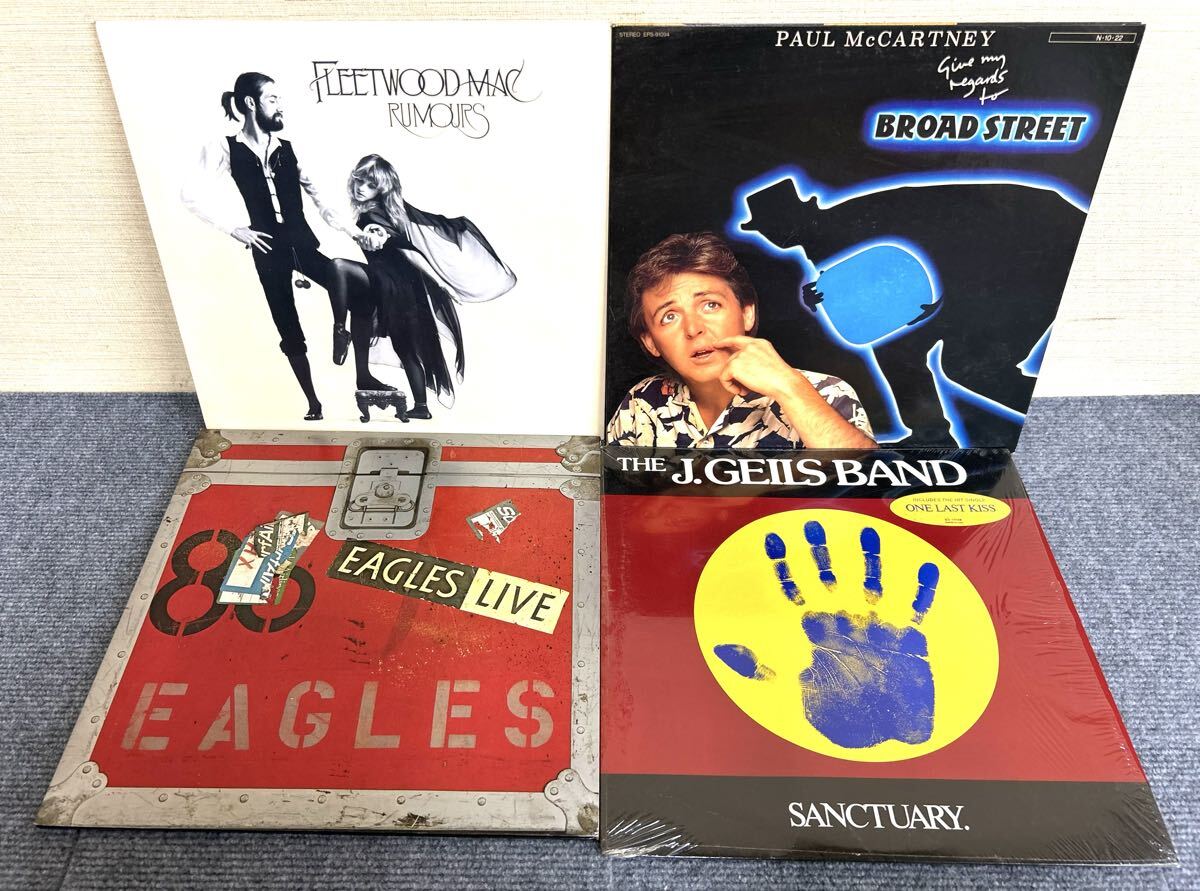 FLEETWOOD MAC
RUMOURS
STEREO EPS-91094
PAUL McCARTNEY
N·10·22
Give my
regards
to
BROAD STREET
EAGLES LIVE
EAGLES
THE J. GEILS BAND
INCLUDES THE HIT SINGLE
ONE LAST KISS
SANCTUARY.